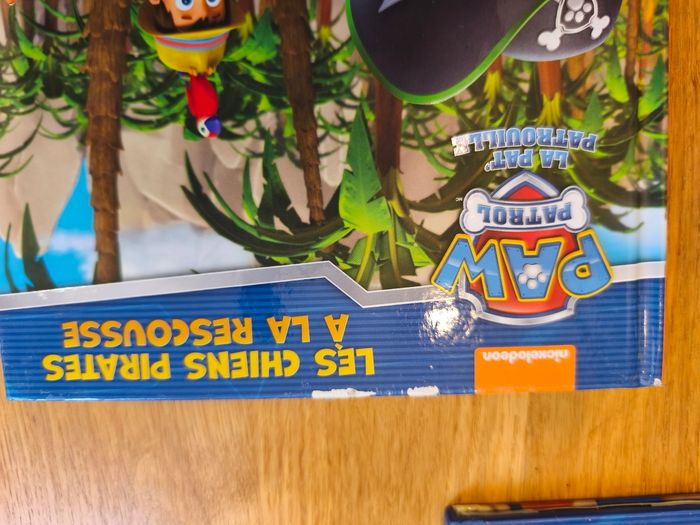 nickelodeon
LES CHIENS PIRATES
À LA RESCOUSSE
PAW
PATROL
LA PAT'
PATROUILLE